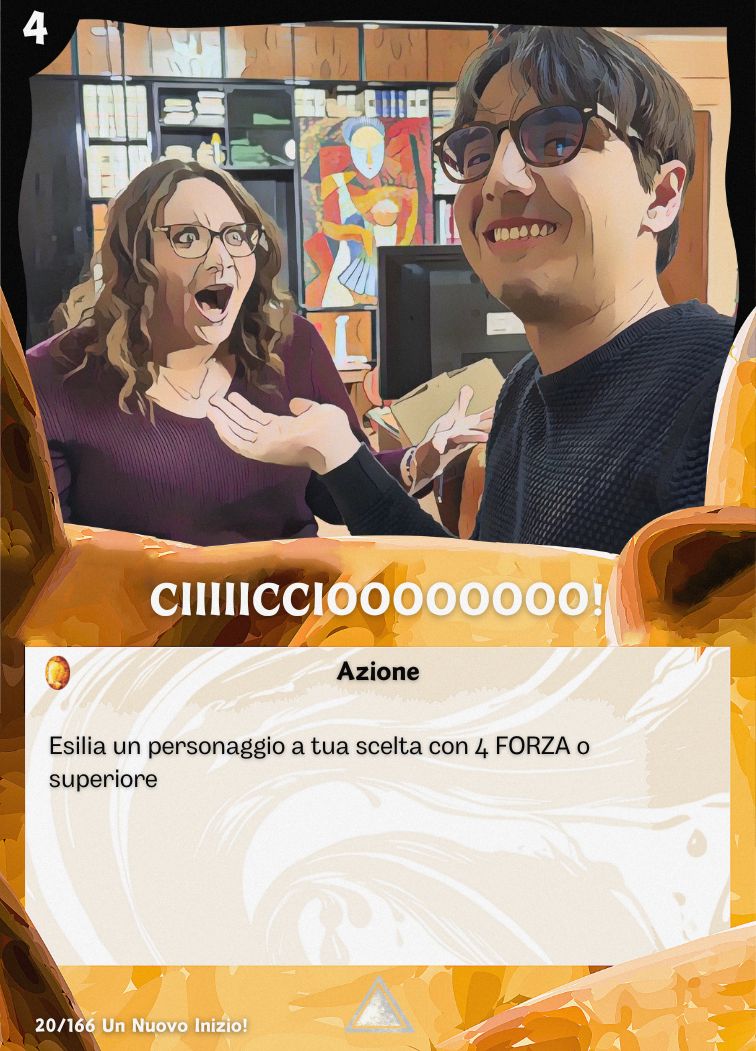 4
CIIIIICCIOOOOOOOO!
Azione
Esilia un personaggio a tua scelta con 4 FORZA o
superiore
20/166 Un Nuovo Inizio!